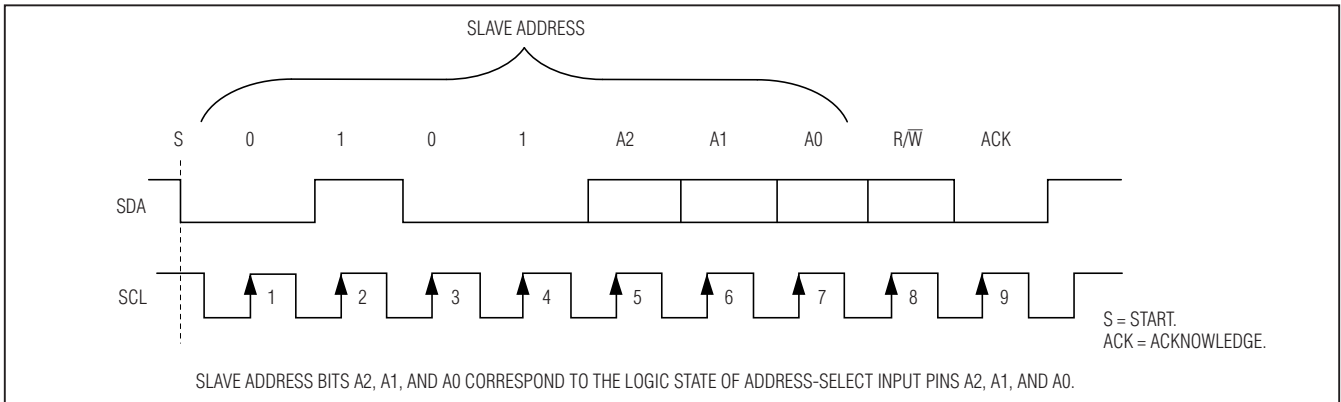 SLAVE ADDRESS
S 0 1 0 1 A2 A1 A0 R/W̅ ACK
SDA
SCL 1 2 3 4 5 6 7 8 9
S = START.
ACK = ACKNOWLEDGE.
SLAVE ADDRESS BITS A2, A1, AND A0 CORRESPOND TO THE LOGIC STATE OF ADDRESS-SELECT INPUT PINS A2, A1, AND A0.